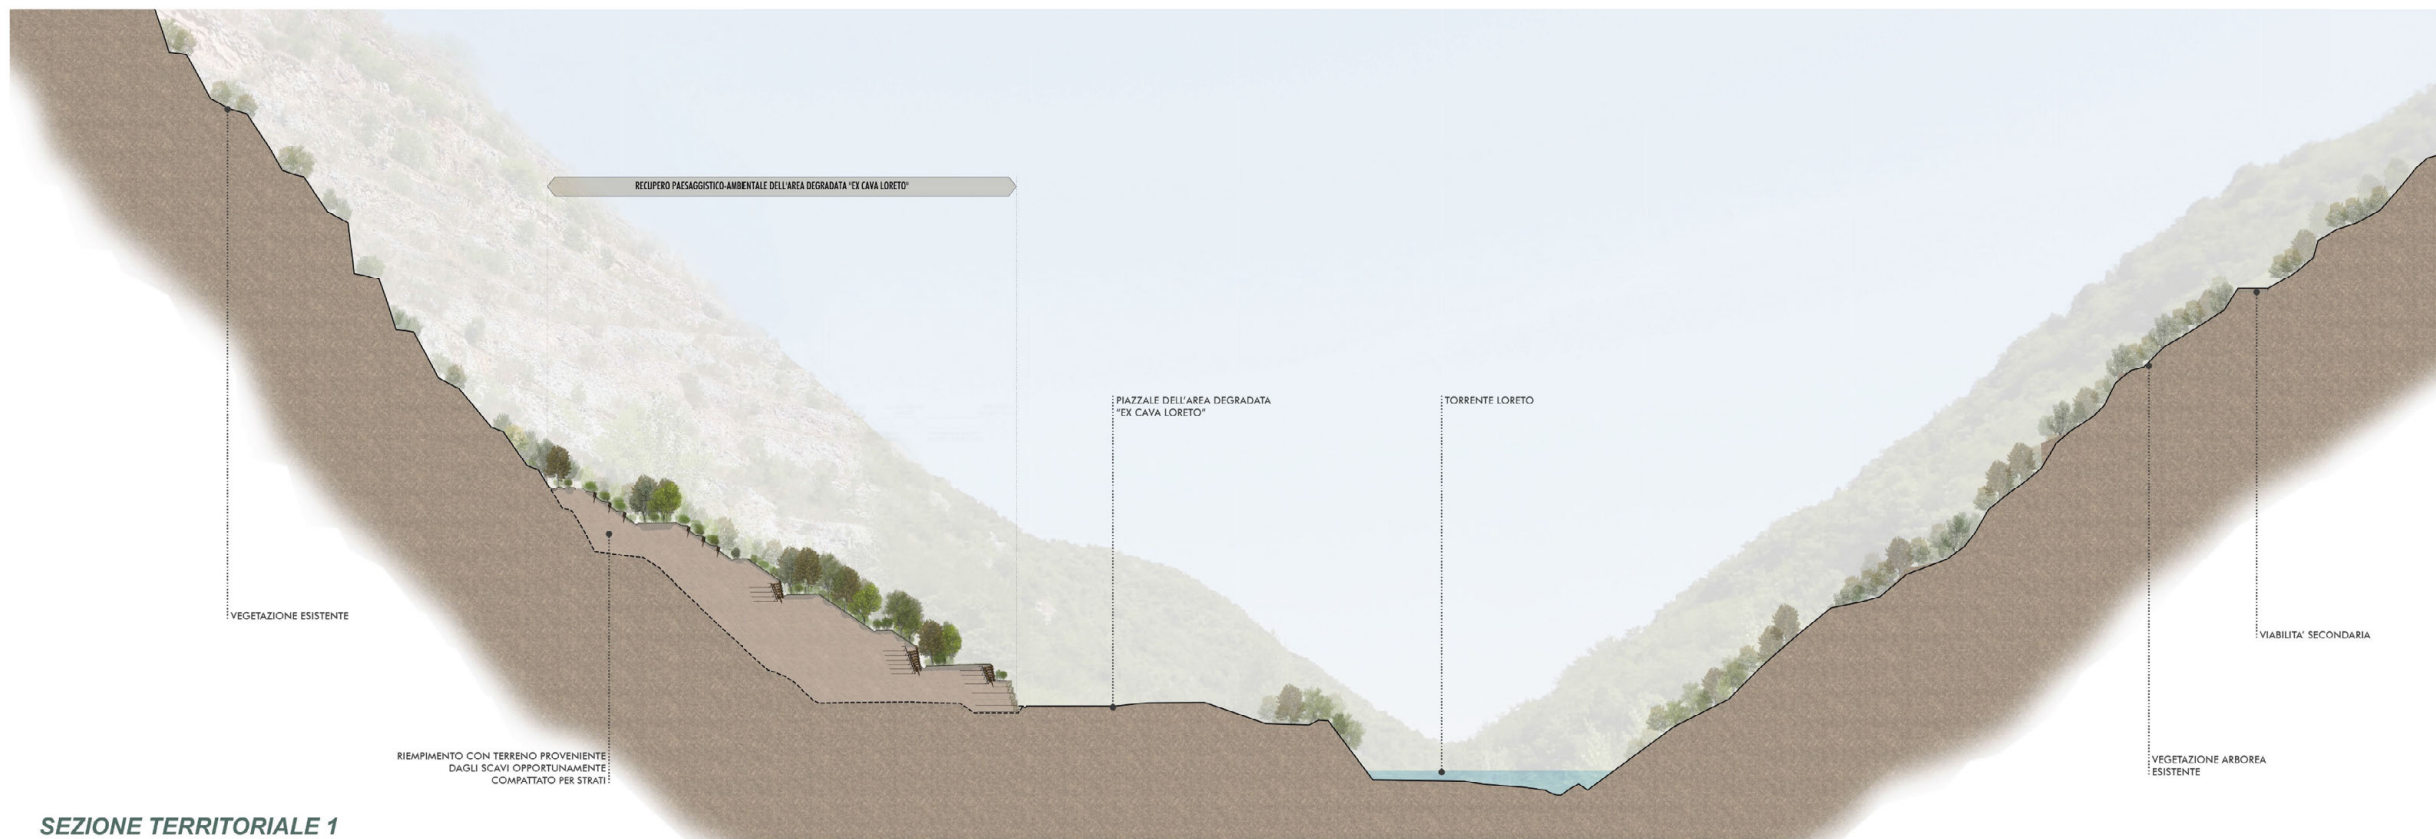 RECUPERO PAESAGGISTICO-AMBIENTALE DELL'AREA DEGRADATA "EX CAVA LORETO"
PIAZZALE DELL'AREA DEGRADATA
"EX CAVA LORETO"
TORRENTE LORETO
VEGETAZIONE ESISTENTE
VIABILITA' SECONDARIA
RIEMPIMENTO CON TERRENO PROVENIENTE
DAGLI SCAVI OPPORTUNAMENTE
COMPATTATO PER STRATI
VEGETAZIONE ARBOREA
ESISTENTE
SEZIONE TERRITORIALE 1